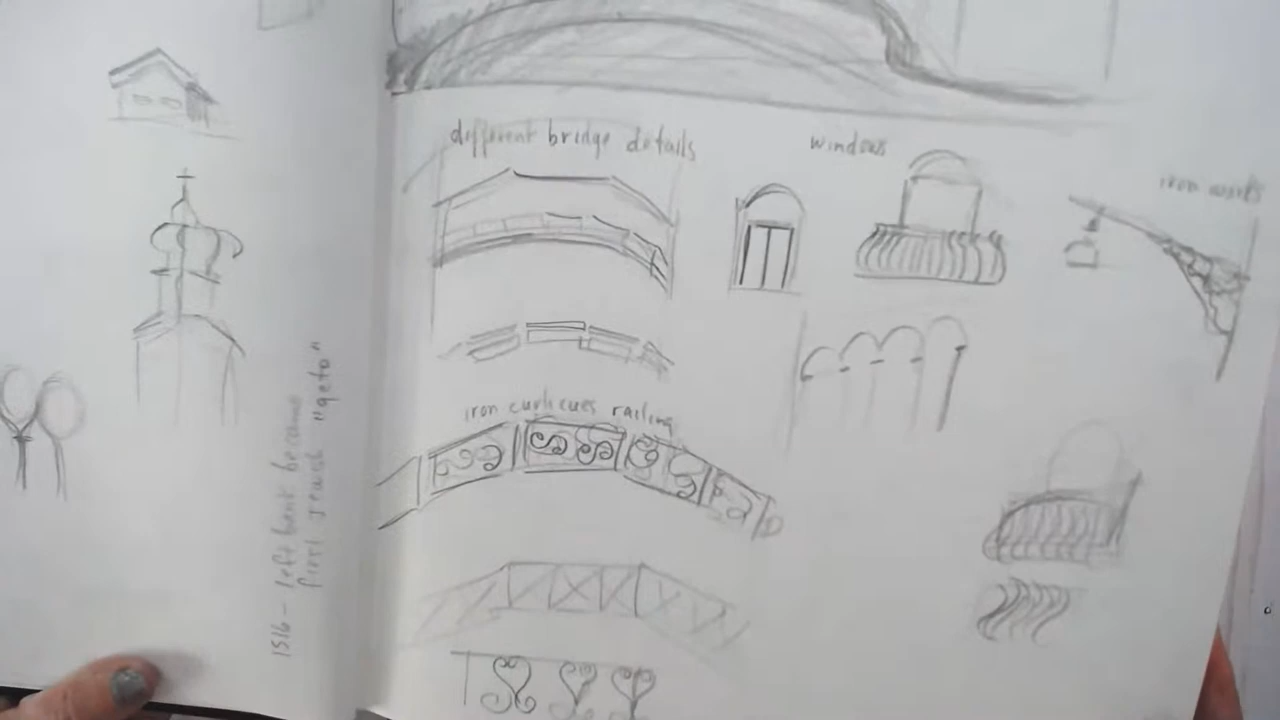 different bridge details
windows
iron works
iron curlicues railing
1516 - left bank became
first jewish "geto"